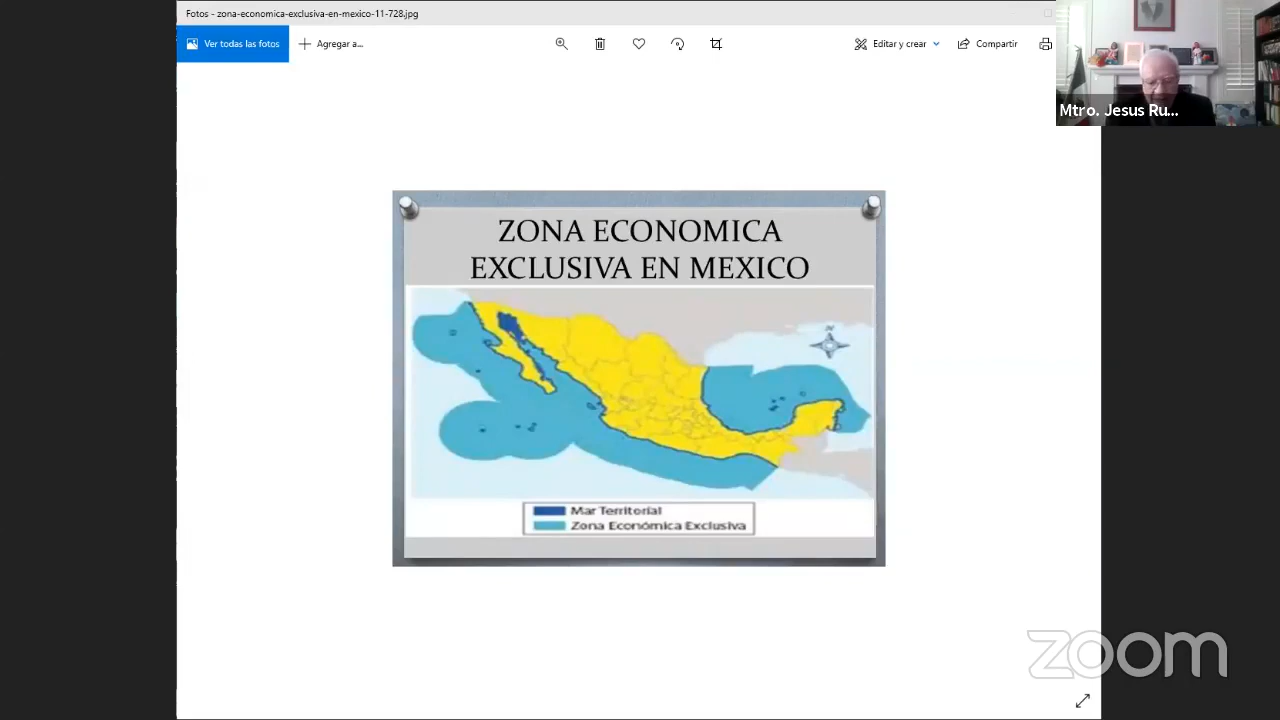 Fotos - zona-economica-exclusiva-en-mexico-11-728.jpg
Ver todas las fotos
Agregar a...
Editar y crear
Compartir
Mtro. Jesus Ru...
ZONA ECONOMICA
EXCLUSIVA EN MEXICO
N
Mar Territorial
Zona Económica Exclusiva
zoom